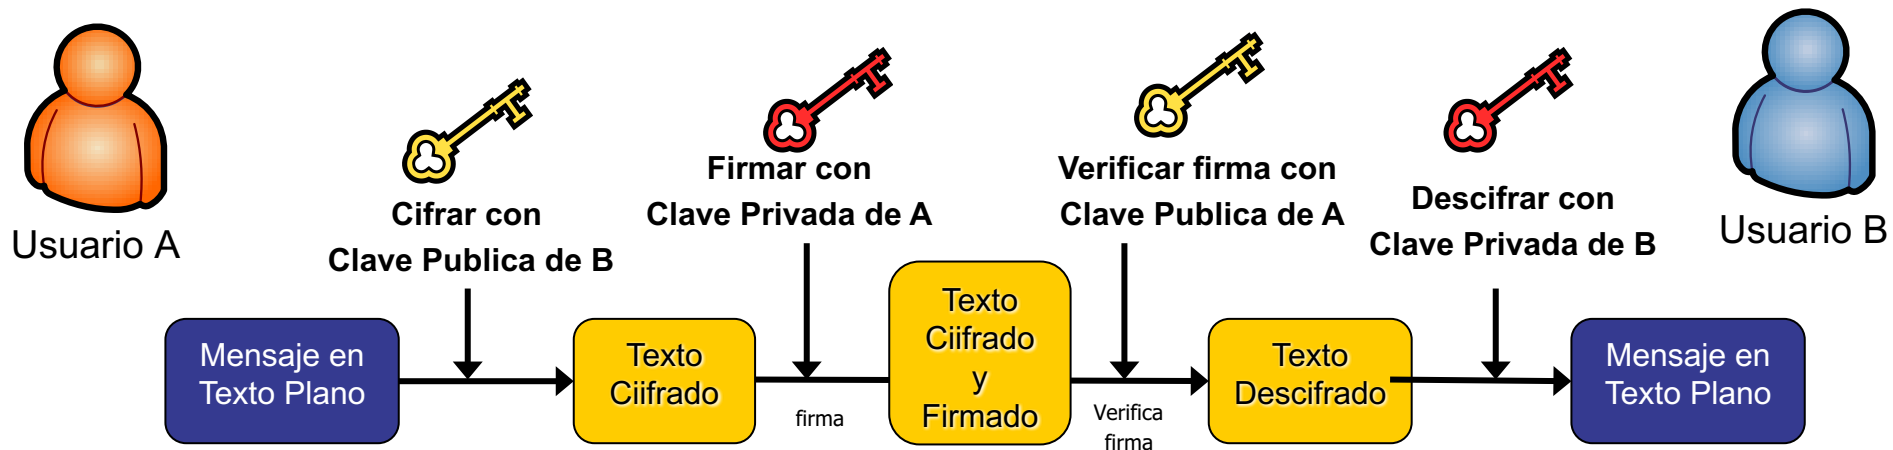 Usuario A
Cifrar con
Clave Publica de B
Firmar con
Clave Privada de A
Verificar firma con
Clave Publica de A
Descifrar con
Clave Privada de B
Usuario B
Mensaje en
Texto Plano
Texto
Ciifrado
firma
Texto
Ciifrado
y
Firmado
Verifica
firma
Texto
Descifrado
Mensaje en
Texto Plano